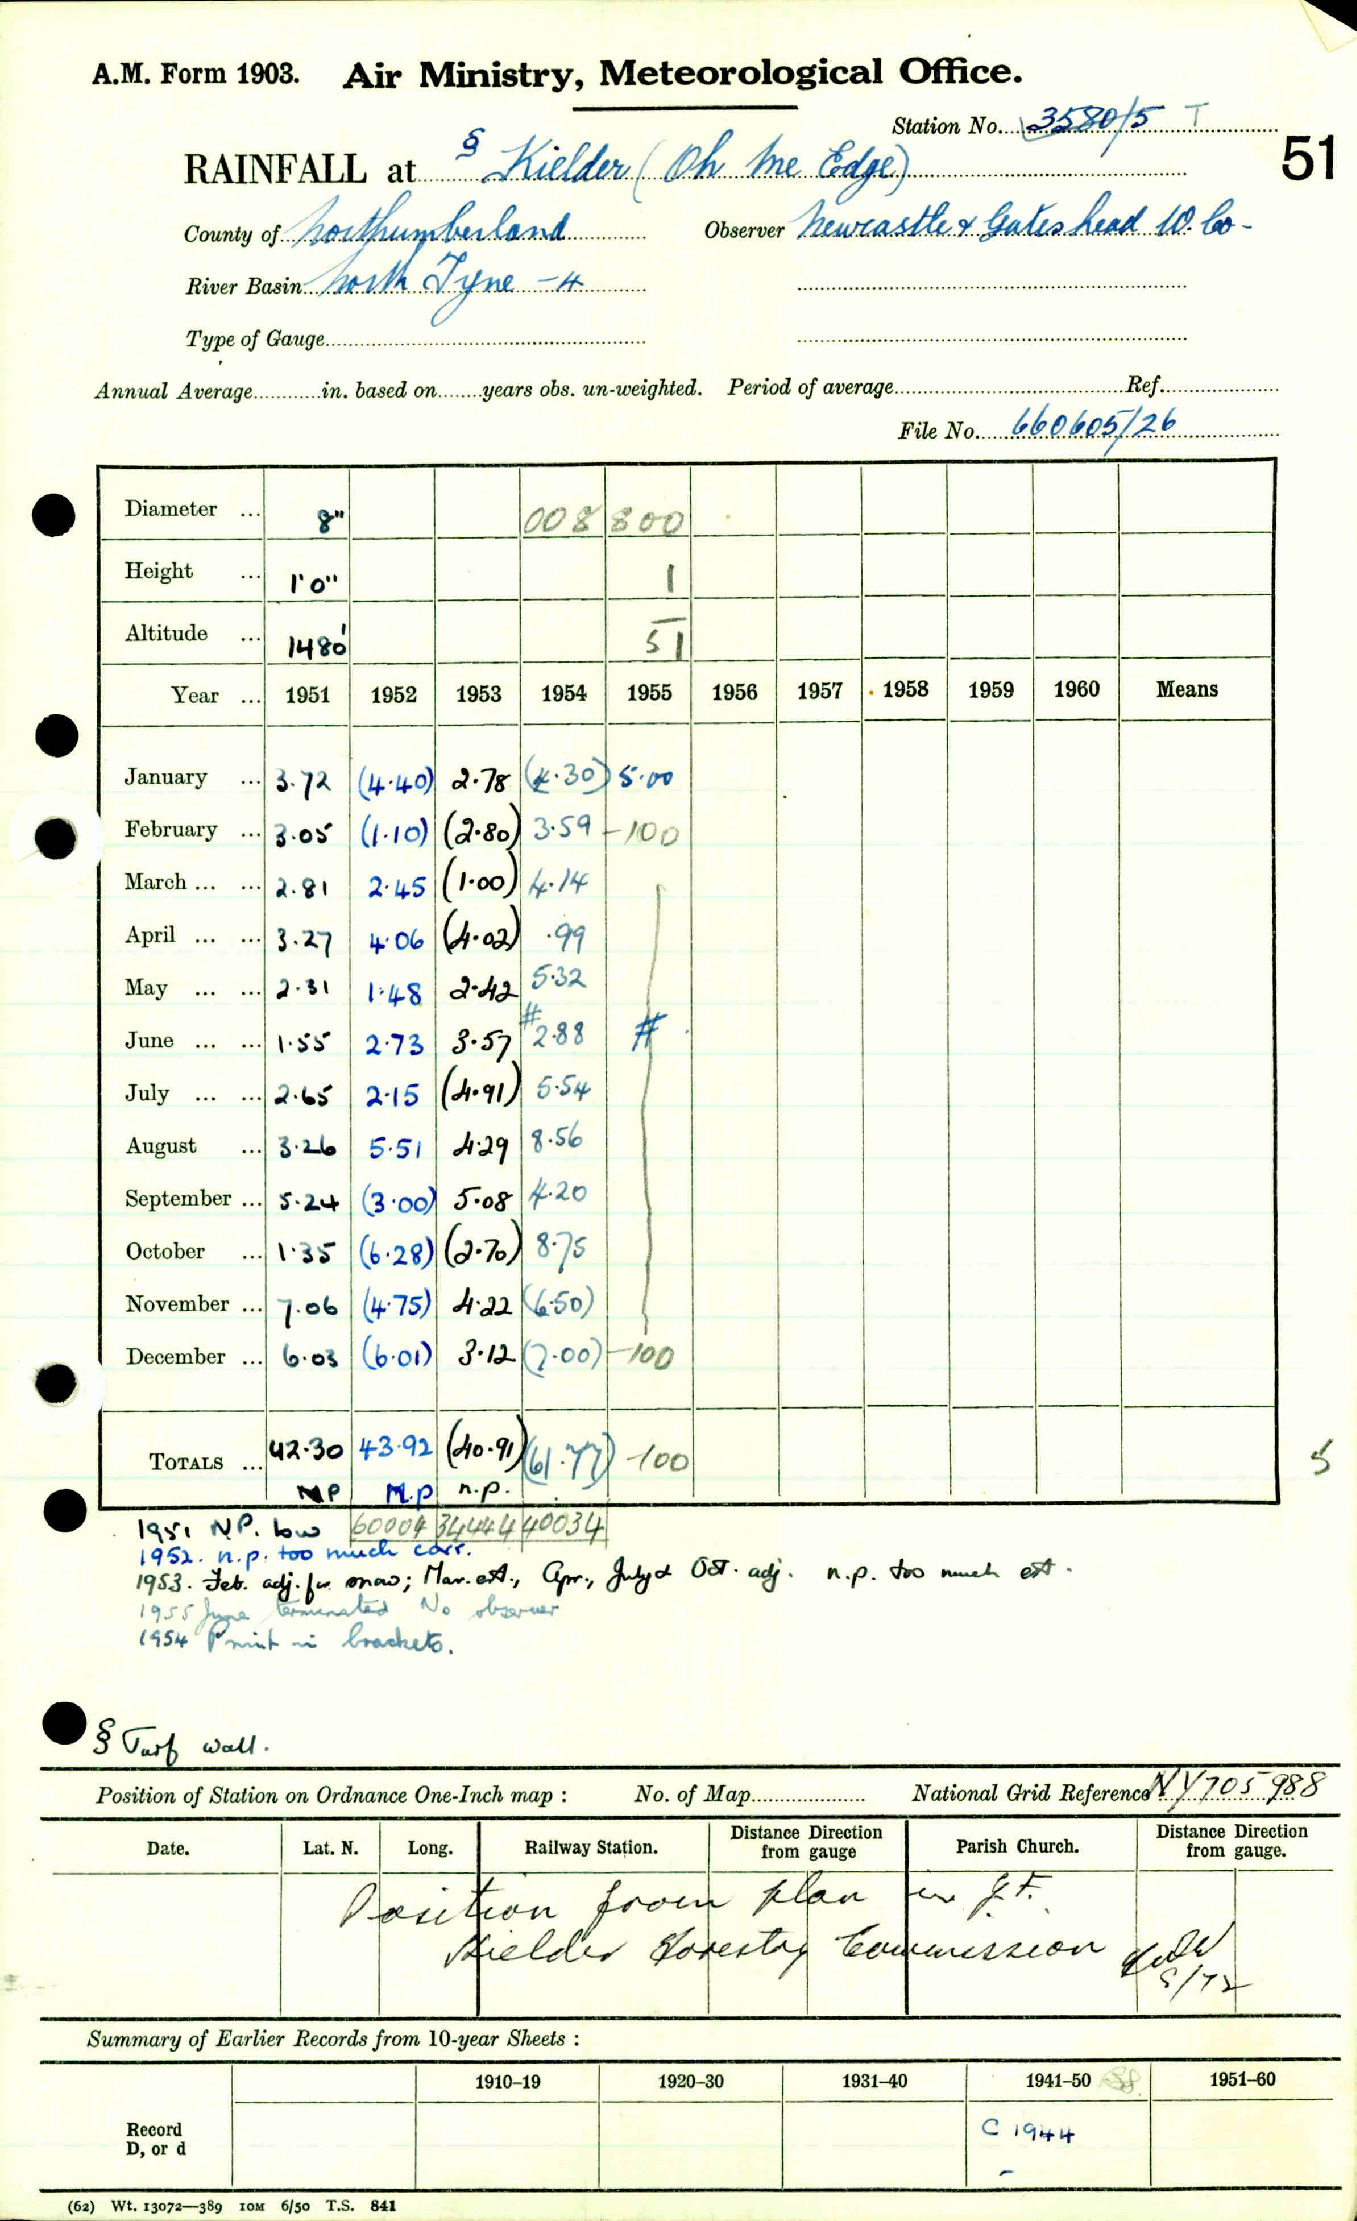 A.M. Form 1903. Air Ministry, Meteorological Office.
Station No. 3580/5 T
51
RAINFALL at § Kielder (Oh Me Edge)
County of Northumberland Observer Newcastle & Gateshead W. Co.
River Basin North Tyne - 4
Type of Gauge
Annual Average in. based on years obs. un-weighted. Period of average Ref.
File No. 660605/26
Diameter ... 8" 008 800
Height ... 1'0" 1
Altitude ... 1480' 51
Year ... 1951 1952 1953 1954 1955 1956 1957 1958 1959 1960 Means
January ... 3.72 (4.40) 2.78 (4.30) 5.00
February ... 3.05 (1.10) (2.80) 3.59 -100
March ... ... 2.81 2.45 (1.00) 4.14
April ... ... 3.27 4.06 (4.02) .99
May ... ... 2.31 1.48 2.42 5.32
June ... ... 1.55 2.73 3.57 # 2.88 #
July ... ... 2.65 2.15 (4.91) 5.54
August ... 3.26 5.51 4.29 8.56
September ... 5.24 (3.00) 5.08 4.20
October ... 1.35 (6.28) (2.70) 8.75
November ... 7.06 (4.75) 4.22 (6.50)
December ... 6.03 (6.01) 3.12 (7.00) -100
TOTALS ... 42.30 43.92 (40.91) (61.77) -100 5
NP n.p n.p.
1951 N.P. low 60004 34444 40034
1952. n.p. too much corr.
1953. Feb. adj. for snow; Mar. est., Apr., July & Oct. adj. n.p. too much est.
1955 June terminated No observer
1954 Print in brackets.
§ Turf wall.
Position of Station on Ordnance One-Inch map : No. of Map National Grid Reference NY 705 988
Date. Lat. N. Long. Railway Station. Distance Direction from gauge Parish Church. Distance Direction from gauge.
Position from plan in J.F.
Kielder Forestry Commission
9/72
Summary of Earlier Records from 10-year Sheets :
1910–19 1920–30 1931–40 1941–50 1951–60
Record D, or d C 1944
-
(62) Wt. 13072—389 10M 6/50 T.S. 841